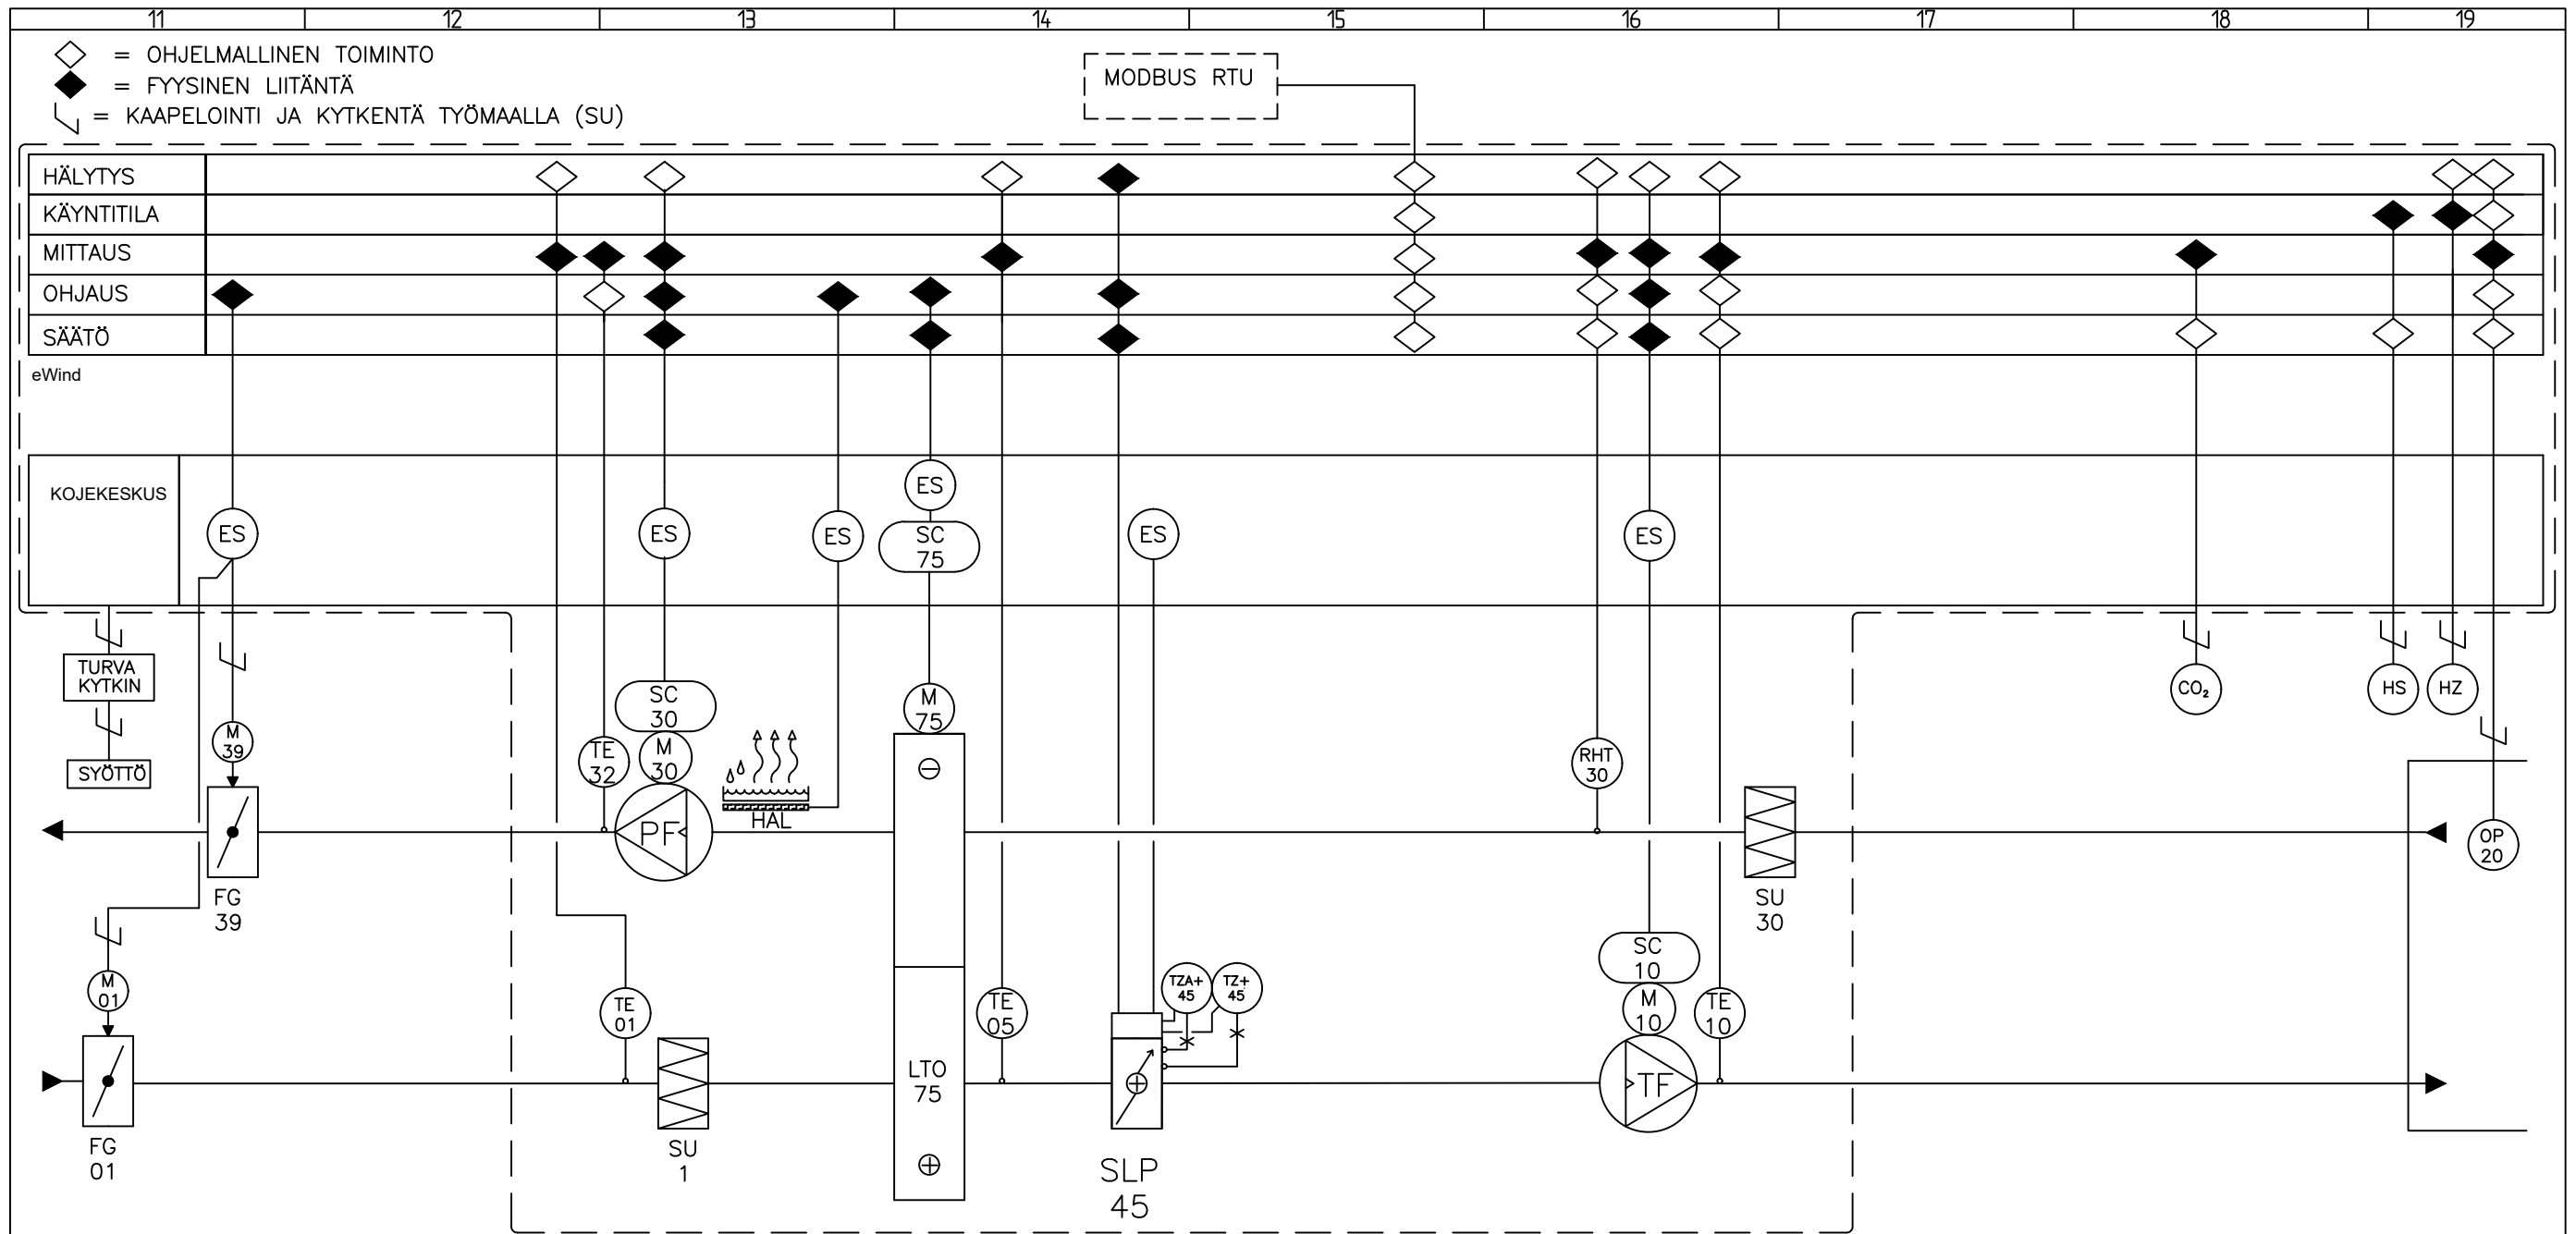 11 12 13 14 15 16 17 18 19
= OHJELMALLINEN TOIMINTO
= FYYSINEN LIITÄNTÄ
= KAAPELOINTI JA KYTKENTÄ TYÖMAALLA (SU)
MODBUS RTU
HÄLYTYS
KÄYNTITILA
MITTAUS
OHJAUS
SÄÄTÖ
eWind
KOJEKESKUS
ES
ES
ES
ES
SC
75
ES
ES
TURVA
KYTKIN
SYÖTTÖ
M
39
FG
39
TE
32
SC
30
M
30
PF
HAL
M
75
RHT
30
SU
30
CO₂
HS
HZ
OP
20
M
01
FG
01
TE
01
SU
1
LTO
75
TE
05
TZA+
45
TZ+
45
SLP
45
SC
10
M
10
TF
TE
10